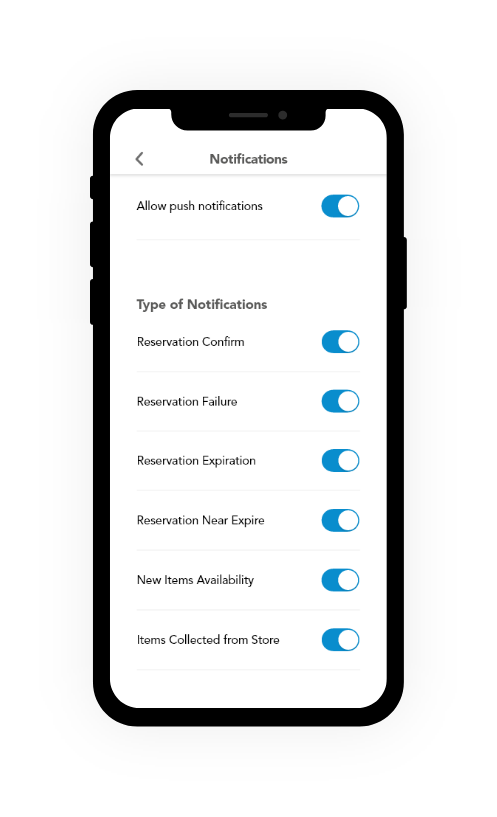 Notifications
Allow push notifications
Type of Notifications
Reservation Confirm
Reservation Failure
Reservation Expiration
Reservation Near Expire
New Items Availability
Items Collected from Store